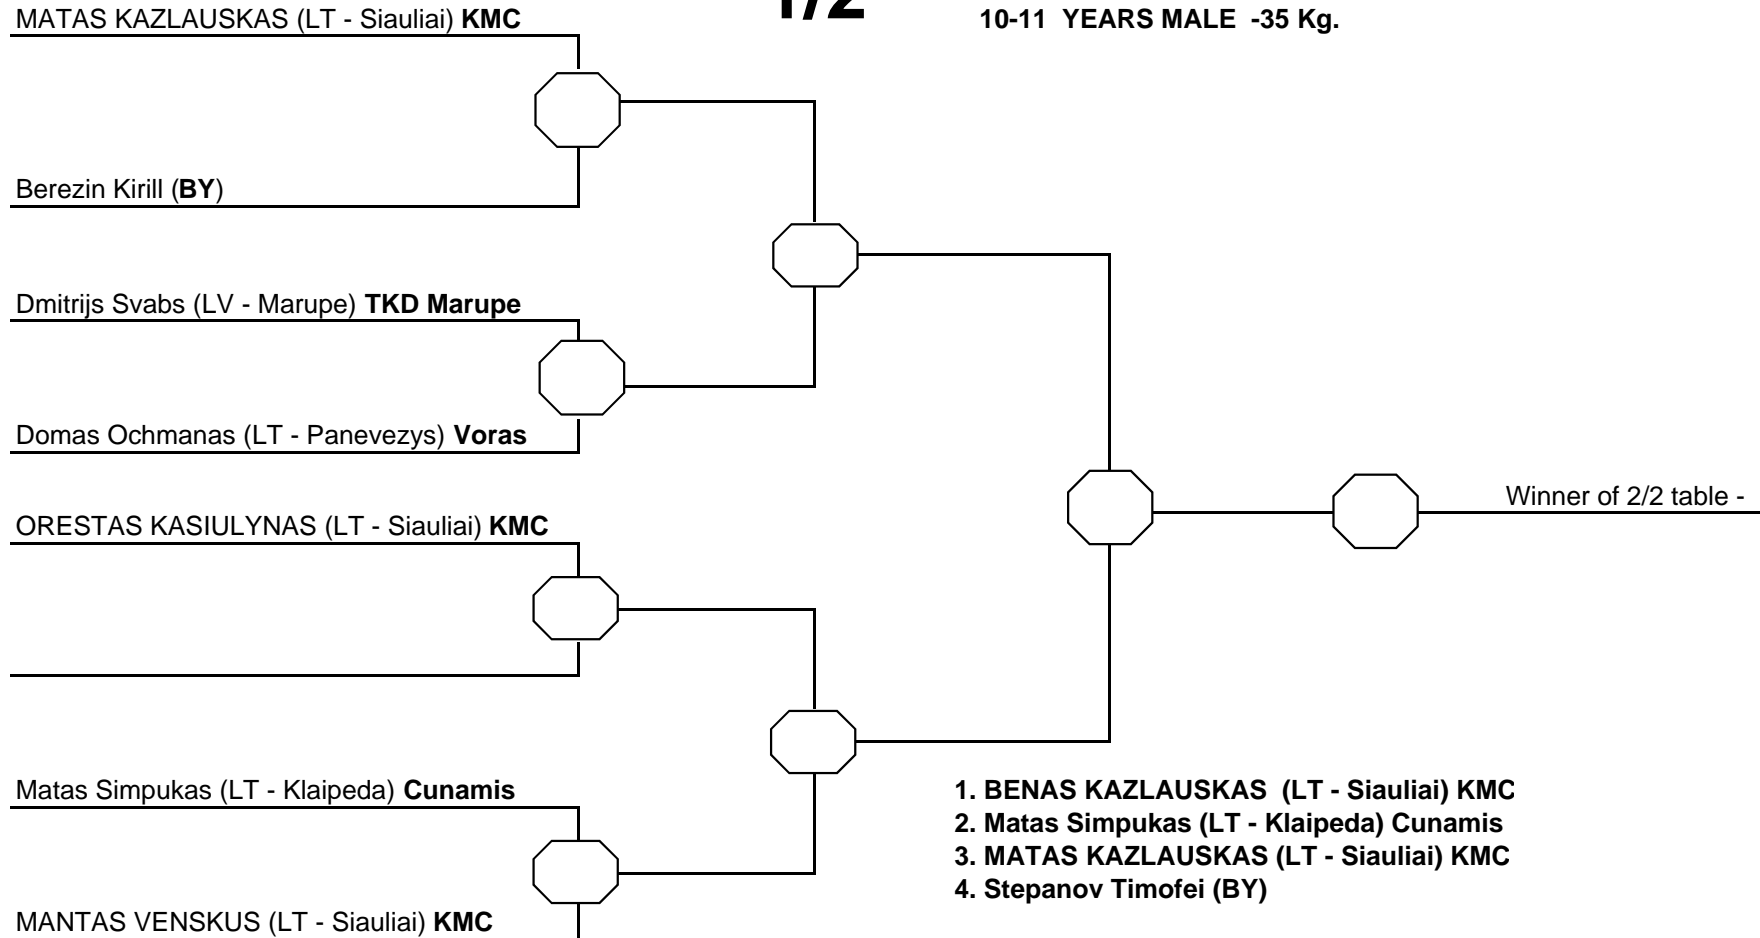 1/2
10-11 YEARS MALE -35 Kg.
MATAS KAZLAUSKAS (LT - Siauliai) KMC
Berezin Kirill (BY)
Dmitrijs Svabs (LV - Marupe) TKD Marupe
Domas Ochmanas (LT - Panevezys) Voras
Winner of 2/2 table -
ORESTAS KASIULYNAS (LT - Siauliai) KMC
Matas Simpukas (LT - Klaipeda) Cunamis
MANTAS VENSKUS (LT - Siauliai) KMC
1. BENAS KAZLAUSKAS (LT - Siauliai) KMC
2. Matas Simpukas (LT - Klaipeda) Cunamis
3. MATAS KAZLAUSKAS (LT - Siauliai) KMC
4. Stepanov Timofei (BY)